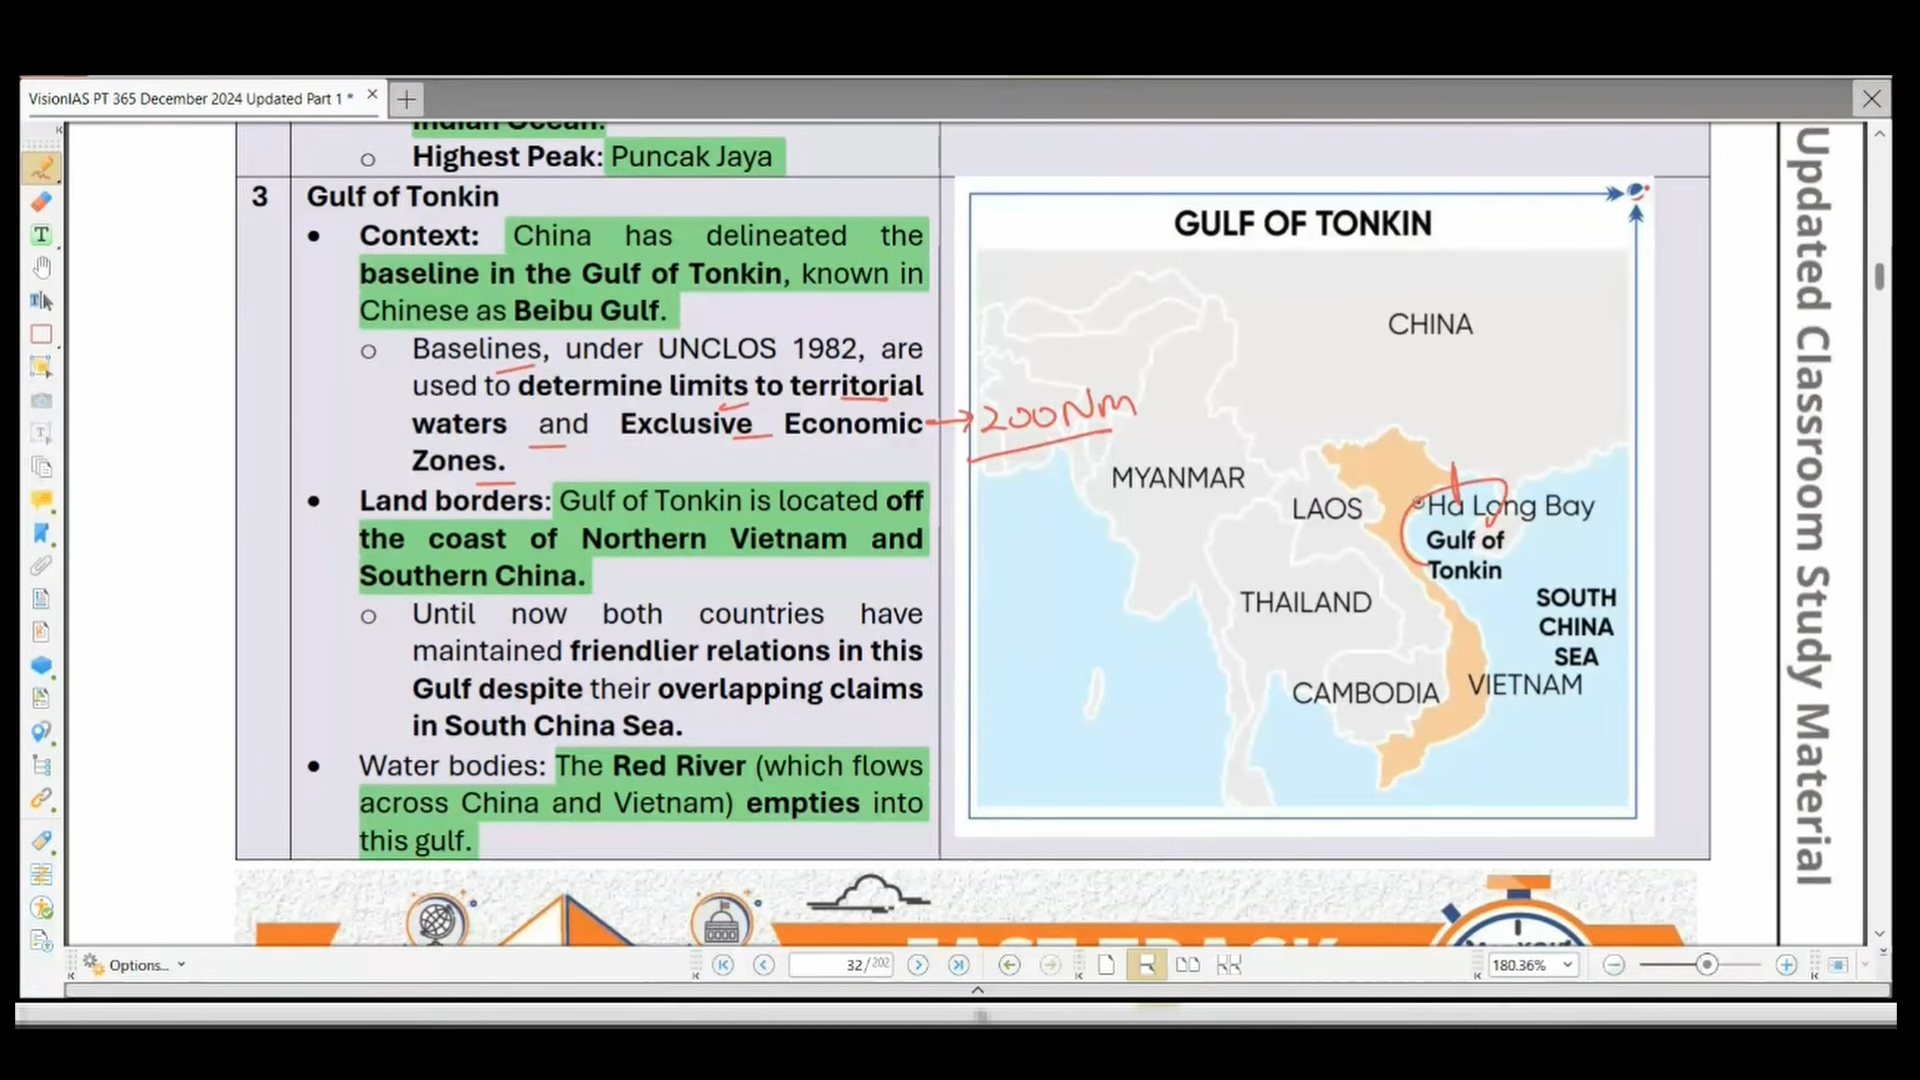 VisionIAS PT 365 December 2024 Updated Part 1 *
Indian Ocean.
o Highest Peak: Puncak Jaya
3 Gulf of Tonkin
• Context: China has delineated the
baseline in the Gulf of Tonkin, known in
Chinese as Beibu Gulf.
o Baselines, under UNCLOS 1982, are
used to determine limits to territorial
waters and Exclusive Economic
Zones.
• Land borders: Gulf of Tonkin is located off
the coast of Northern Vietnam and
Southern China.
o Until now both countries have
maintained friendlier relations in this
Gulf despite their overlapping claims
in South China Sea.
• Water bodies: The Red River (which flows
across China and Vietnam) empties into
this gulf.
GULF OF TONKIN
CHINA
200Nm
MYANMAR
LAOS
Ha Long Bay
Gulf of
Tonkin
THAILAND
SOUTH
CHINA
SEA
CAMBODIA
VIETNAM
Updated Classroom Study Material
FAST TRACK
Options...
32/202
180.36%